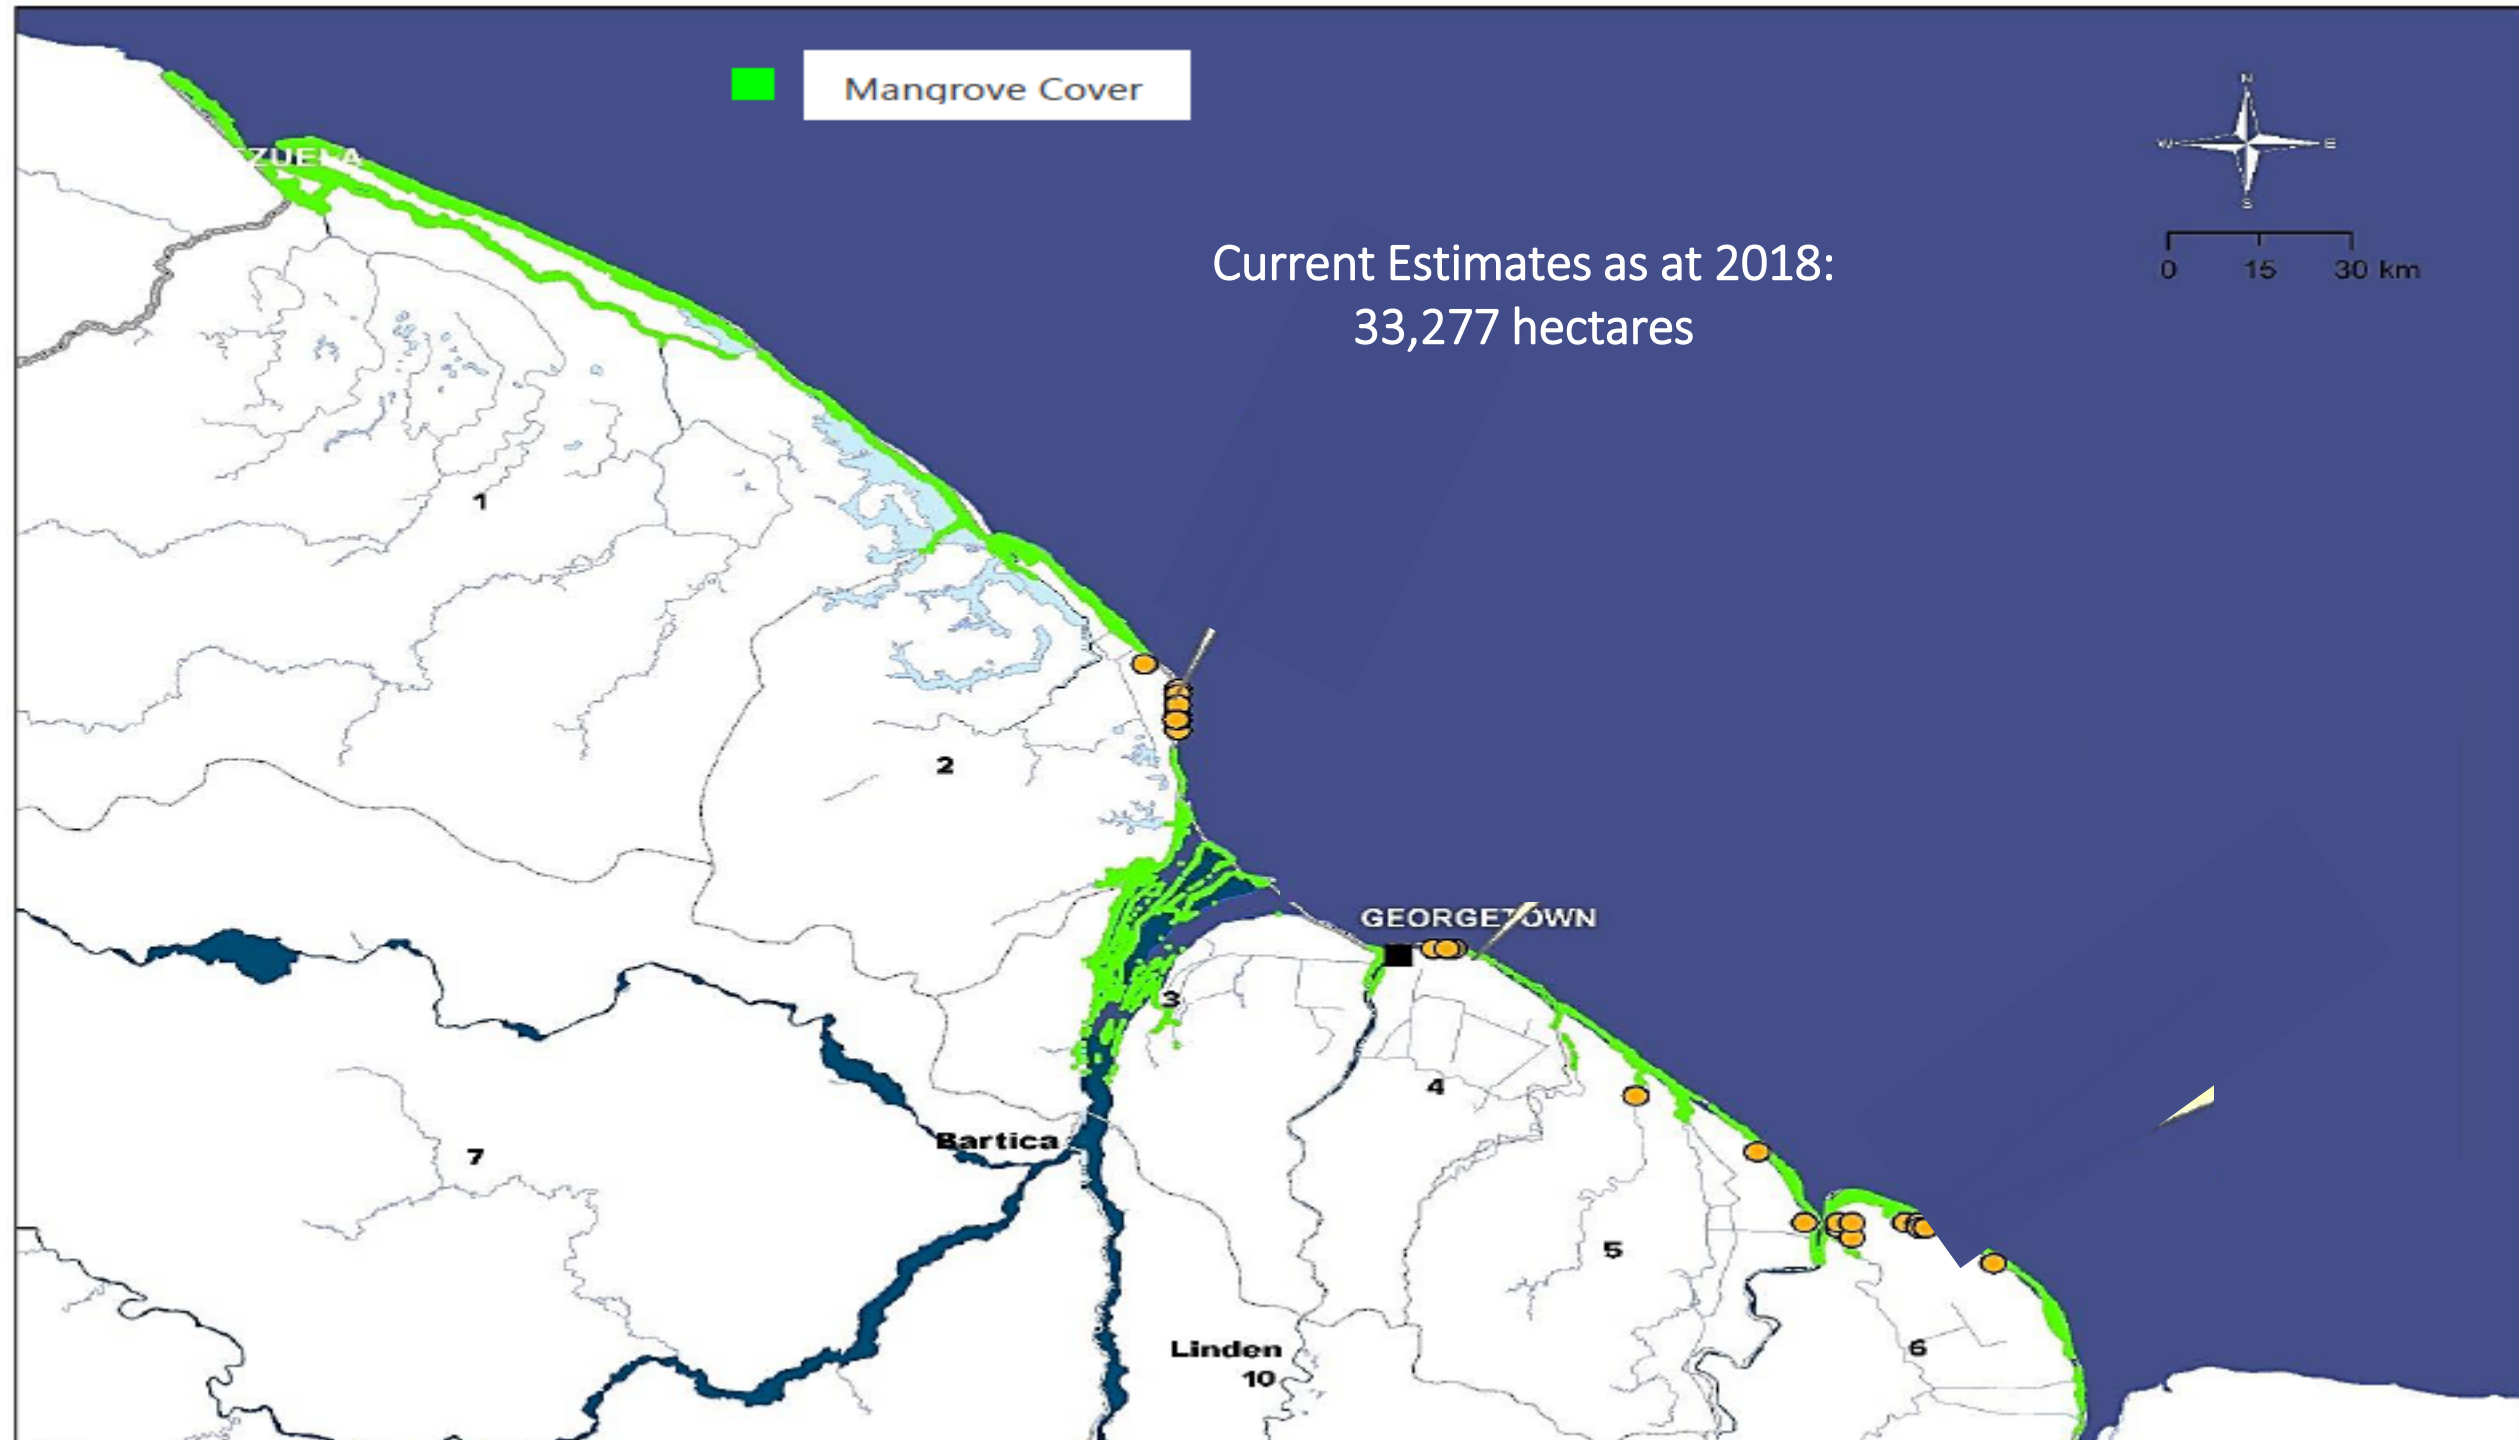 Mangrove Cover
N
W E
S
0 15 30 km
ZUELA
Current Estimates as at 2018:
33,277 hectares
1
2
GEORGETOWN
3
4
Bartica
7
5
6
Linden
10